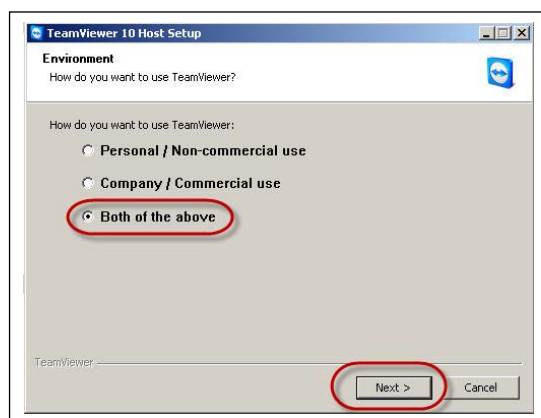 TeamViewer 10 Host Setup
Environment
How do you want to use TeamViewer?
How do you want to use TeamViewer:
Personal / Non-commercial use
Company / Commercial use
Both of the above
TeamViewer
Next >
Cancel